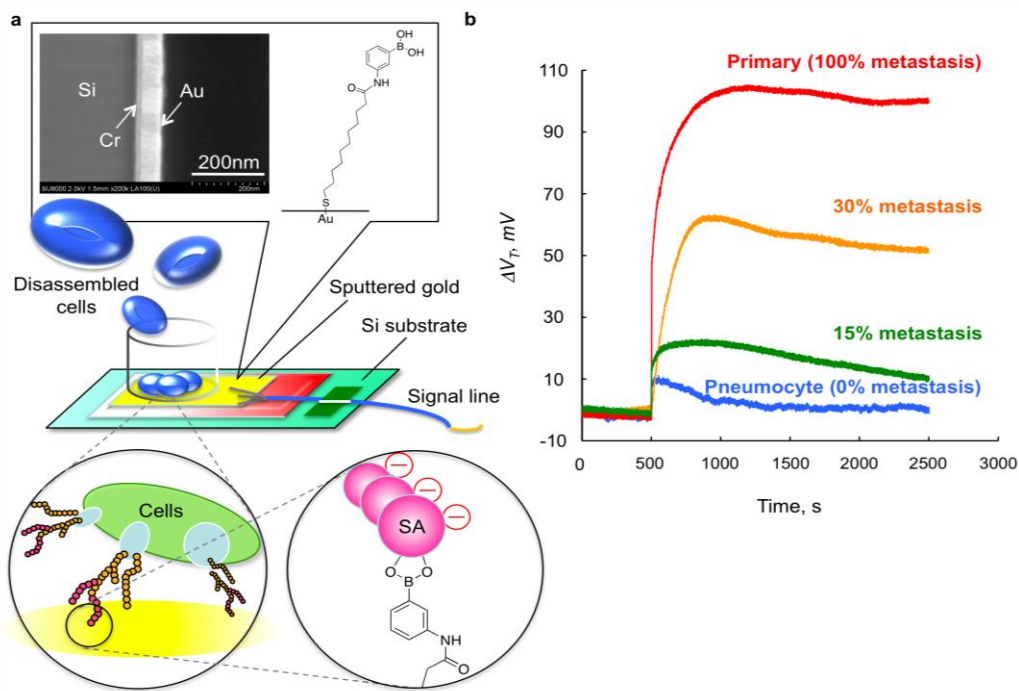 a
Si
Au
Cr
200nm
SU8000 2.0kV 1.5mm x200k LA100(U)
200nm
OH
B
OH
NH
O
S
Au
Disassembled
cells
Sputtered gold
Si substrate
Signal line
Cells
SA
O
B
O
NH
O
b
Primary (100% metastasis)
30% metastasis
15% metastasis
Pneumocyte (0% metastasis)
ΔV_T, mV
110
90
70
50
30
10
-10
0
500
1000
1500
2000
2500
3000
Time, s